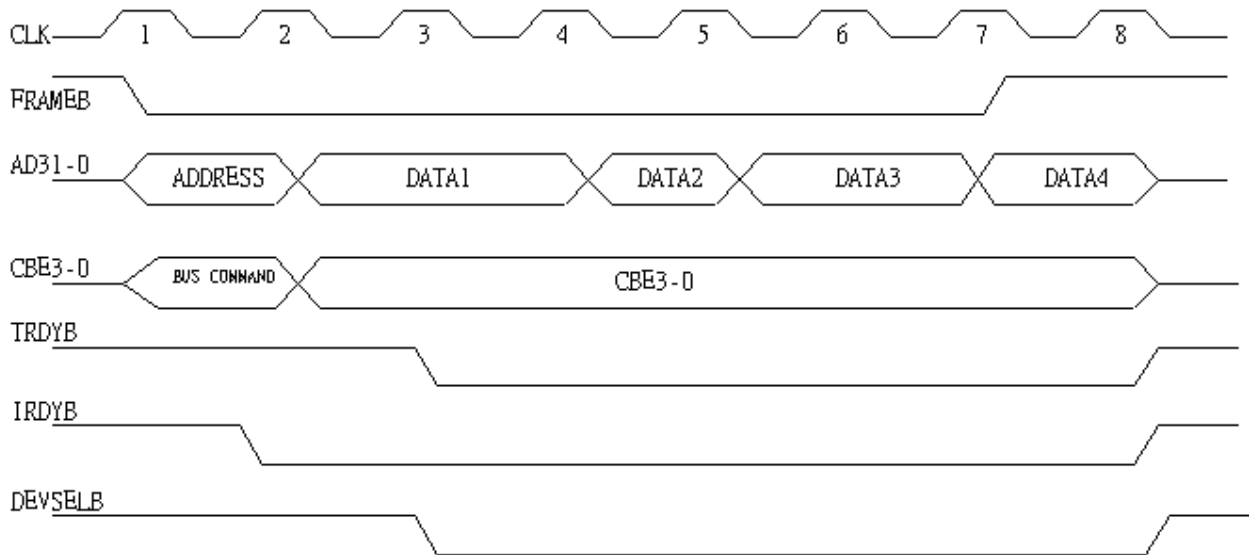 CLK 1 2 3 4 5 6 7 8
FRAMEB
AD31-0 ADDRESS DATA1 DATA2 DATA3 DATA4
CBE3-0 BUS COMMAND CBE3-0
TRDYB
IRDYB
DEVSELB